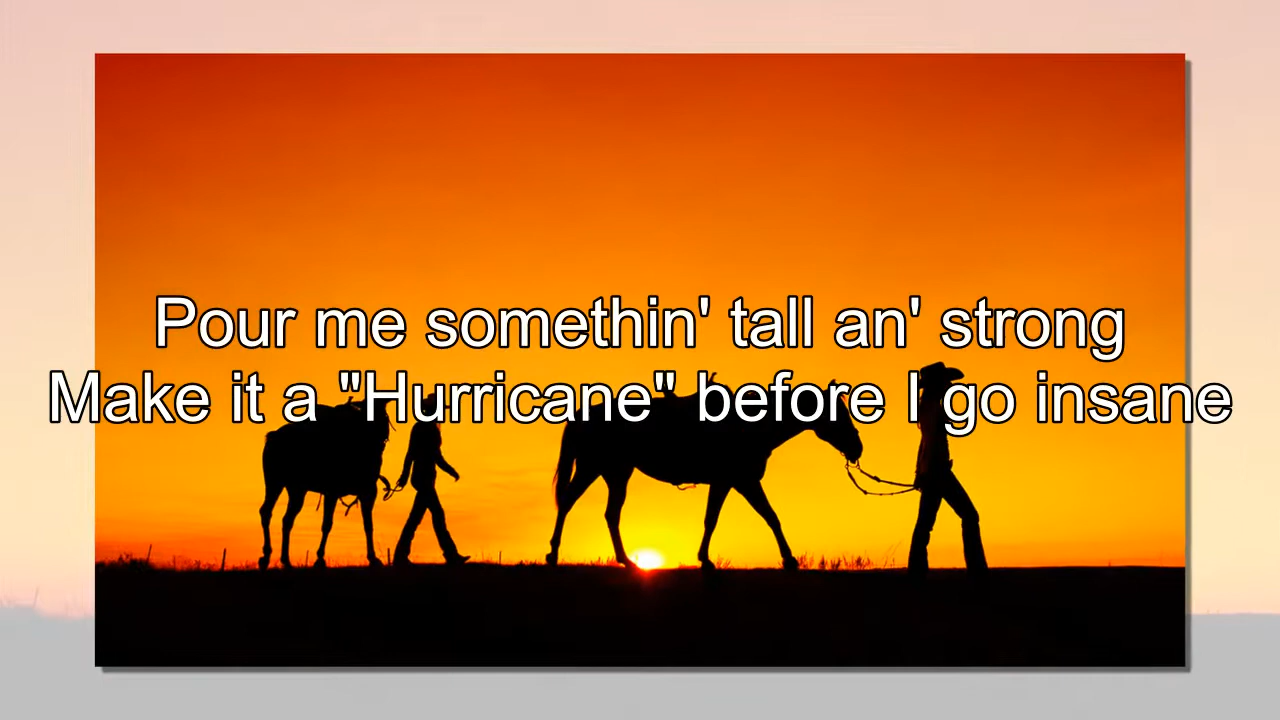 Pour me somethin' tall an' strong
Make it a "Hurricane" before I go insane